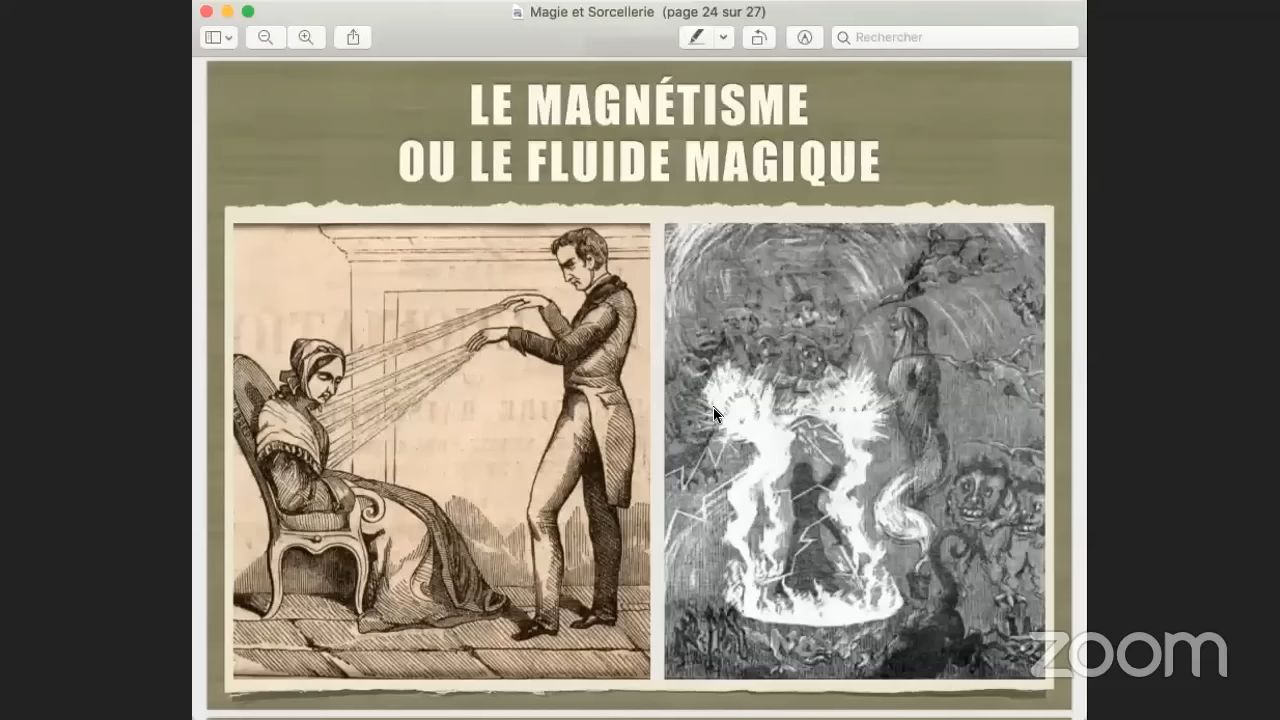 Magie et Sorcellerie (page 24 sur 27)
Rechercher
LE MAGNÉTISME
OU LE FLUIDE MAGIQUE
zoom